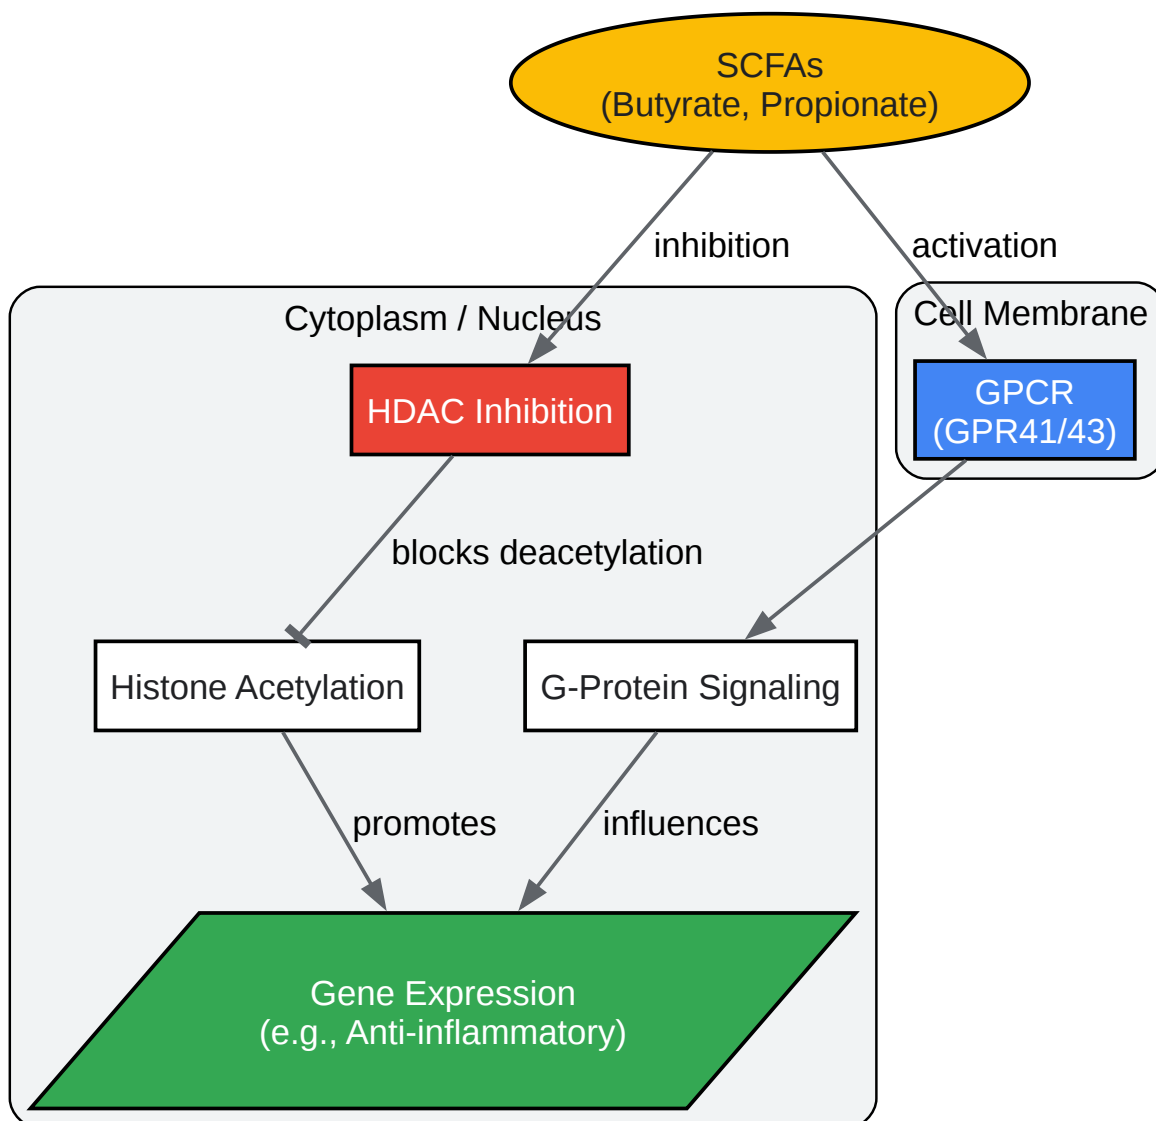 SCFAs
(Butyrate, Propionate)
inhibition
activation
Cytoplasm / Nucleus
Cell Membrane
HDAC Inhibition
GPCR
(GPR41/43)
blocks deacetylation
Histone Acetylation
G-Protein Signaling
promotes
influences
Gene Expression
(e.g., Anti-inflammatory)